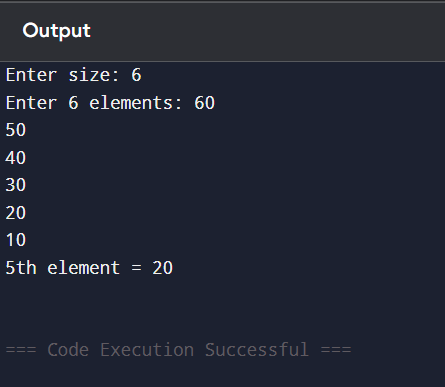 Output
Enter size: 6
Enter 6 elements: 60
50
40
30
20
10
5th element = 20
=== Code Execution Successful ===